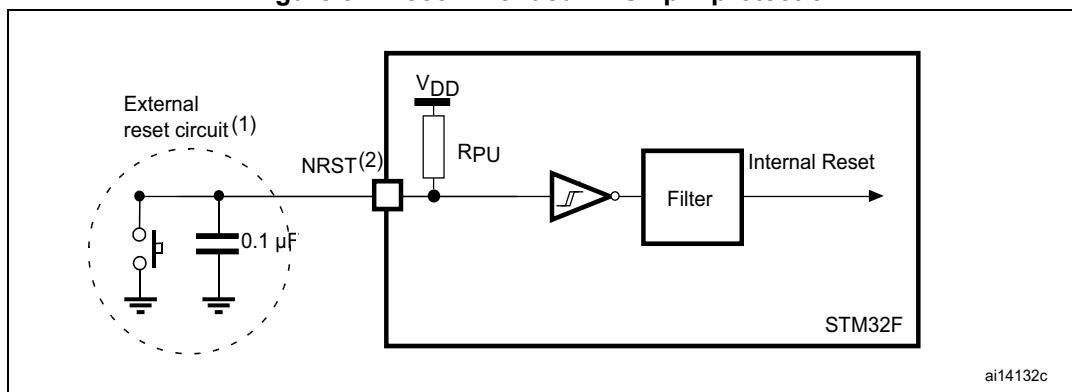 External
reset circuit(1)
VDD
RPU
NRST(2)
Internal Reset
Filter
0.1 µF
STM32F
ai14132c